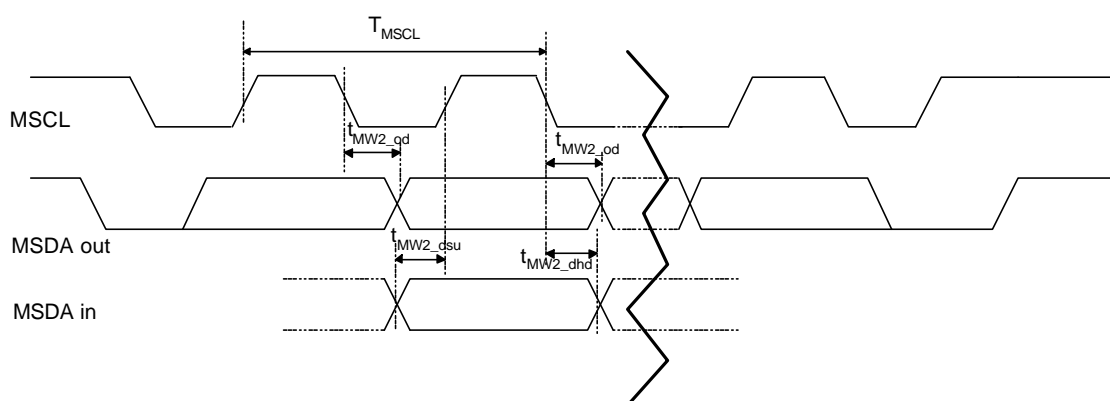 T_MSCL
MSCL
t_MW2_od
t_MW2_od
MSDA out
t_MW2_dsu
t_MW2_dhd
MSDA in